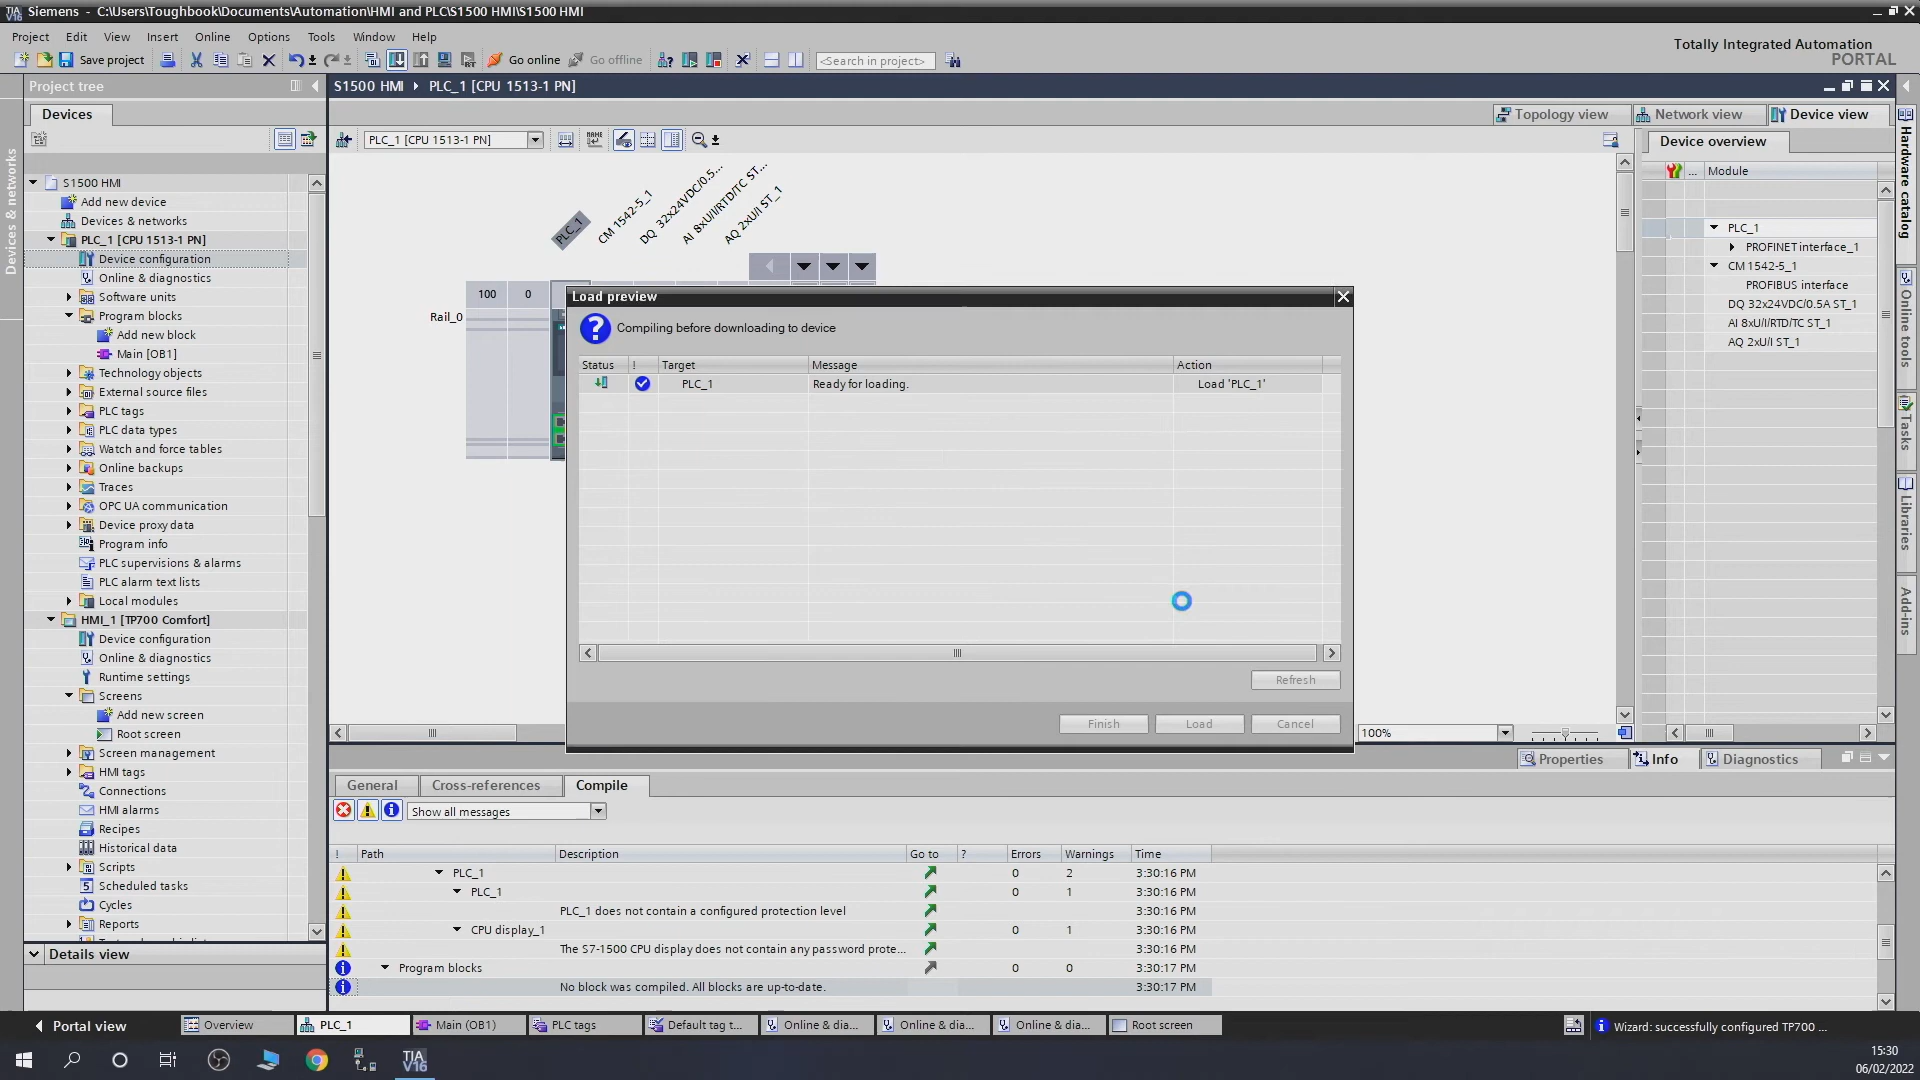 Siemens - C:\Users\Toughbook\Documents\Automation\HMI and PLC\S1500 HMI\S1500 HMI
Project Edit View Insert Online Options Tools Window Help
Totally Integrated Automation
PORTAL
Save project
Go online
Go offline
<Search in project>
Project tree
S1500 HMI
PLC_1 [CPU 1513-1 PN]
Devices
Topology view
Network view
Device view
PLC_1 [CPU 1513-1 PN]
100%
Device overview
... Module
PLC_1
PROFINET interface_1
CM 1542-5_1
PROFIBUS interface
DQ 32x24VDC/0.5A ST_1
AI 8xU/I/RTD/TC ST_1
AQ 2xU/I ST_1
Devices & networks
S1500 HMI
Add new device
Devices & networks
PLC_1 [CPU 1513-1 PN]
Device configuration
Online & diagnostics
Software units
Program blocks
Add new block
Main [OB1]
Technology objects
External source files
PLC tags
PLC data types
Watch and force tables
Online backups
Traces
OPC UA communication
Device proxy data
Program info
PLC supervisions & alarms
PLC alarm text lists
Local modules
HMI_1 [TP700 Comfort]
Device configuration
Online & diagnostics
Runtime settings
Screens
Add new screen
Root screen
Screen management
HMI tags
Connections
HMI alarms
Recipes
Historical data
Scripts
Scheduled tasks
Cycles
Reports
Details view
PLC_1
CM 1542-5_1
DQ 32x24VDC/0.5...
AI 8xU/I/RTD/TC ST...
AQ 2xU/I ST_1
100 0
Rail_0
Load preview
Compiling before downloading to device
Status ! Target Message Action
PLC_1 Ready for loading. Load 'PLC_1'
Refresh
Finish
Load
Cancel
Hardware catalog
Online tools
Tasks
Libraries
Add-ins
Properties
Info
Diagnostics
General
Cross-references
Compile
Show all messages
! Path Description Go to ? Errors Warnings Time
PLC_1 0 2 3:30:16 PM
PLC_1 0 1 3:30:16 PM
PLC_1 does not contain a configured protection level 3:30:16 PM
CPU display_1 0 1 3:30:16 PM
The S7-1500 CPU display does not contain any password prote... 3:30:16 PM
Program blocks 0 0 3:30:17 PM
No block was compiled. All blocks are up-to-date. 3:30:17 PM
Portal view
Overview
PLC_1
Main (OB1)
PLC tags
Default tag t...
Online & dia...
Online & dia...
Online & dia...
Root screen
Wizard: successfully configured TP700 ...
TIA
V16
15:30
06/02/2022